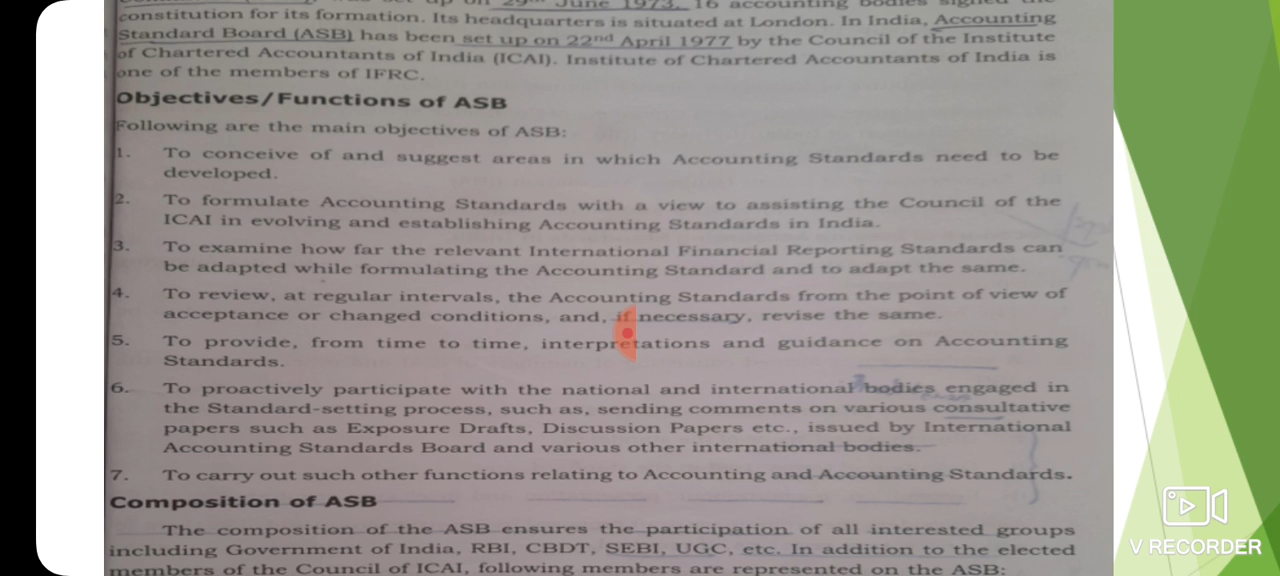 set up on 29th June 1973. 16 accounting bodies signed the
constitution for its formation. Its headquarters is situated at London. In India, Accounting
Standard Board (ASB) has been set up on 22nd April 1977 by the Council of the Institute
of Chartered Accountants of India (ICAI). Institute of Chartered Accountants of India is
one of the members of IFRC.
Objectives/Functions of ASB
Following are the main objectives of ASB:
1. To conceive of and suggest areas in which Accounting Standards need to be
developed.
2. To formulate Accounting Standards with a view to assisting the Council of the
ICAI in evolving and establishing Accounting Standards in India.
3. To examine how far the relevant International Financial Reporting Standards can
be adapted while formulating the Accounting Standard and to adapt the same.
4. To review, at regular intervals, the Accounting Standards from the point of view of
acceptance or changed conditions, and, if necessary, revise the same.
5. To provide, from time to time, interpretations and guidance on Accounting
Standards.
6. To proactively participate with the national and international bodies engaged in
the Standard-setting process, such as, sending comments on various consultative
papers such as Exposure Drafts, Discussion Papers etc., issued by International
Accounting Standards Board and various other international bodies.
7. To carry out such other functions relating to Accounting and Accounting Standards.
Composition of ASB
The composition of the ASB ensures the participation of all interested groups
including Government of India, RBI, CBDT, SEBI, UGC, etc. In addition to the elected
members of the Council of ICAI, following members are represented on the ASB:
V RECORDER